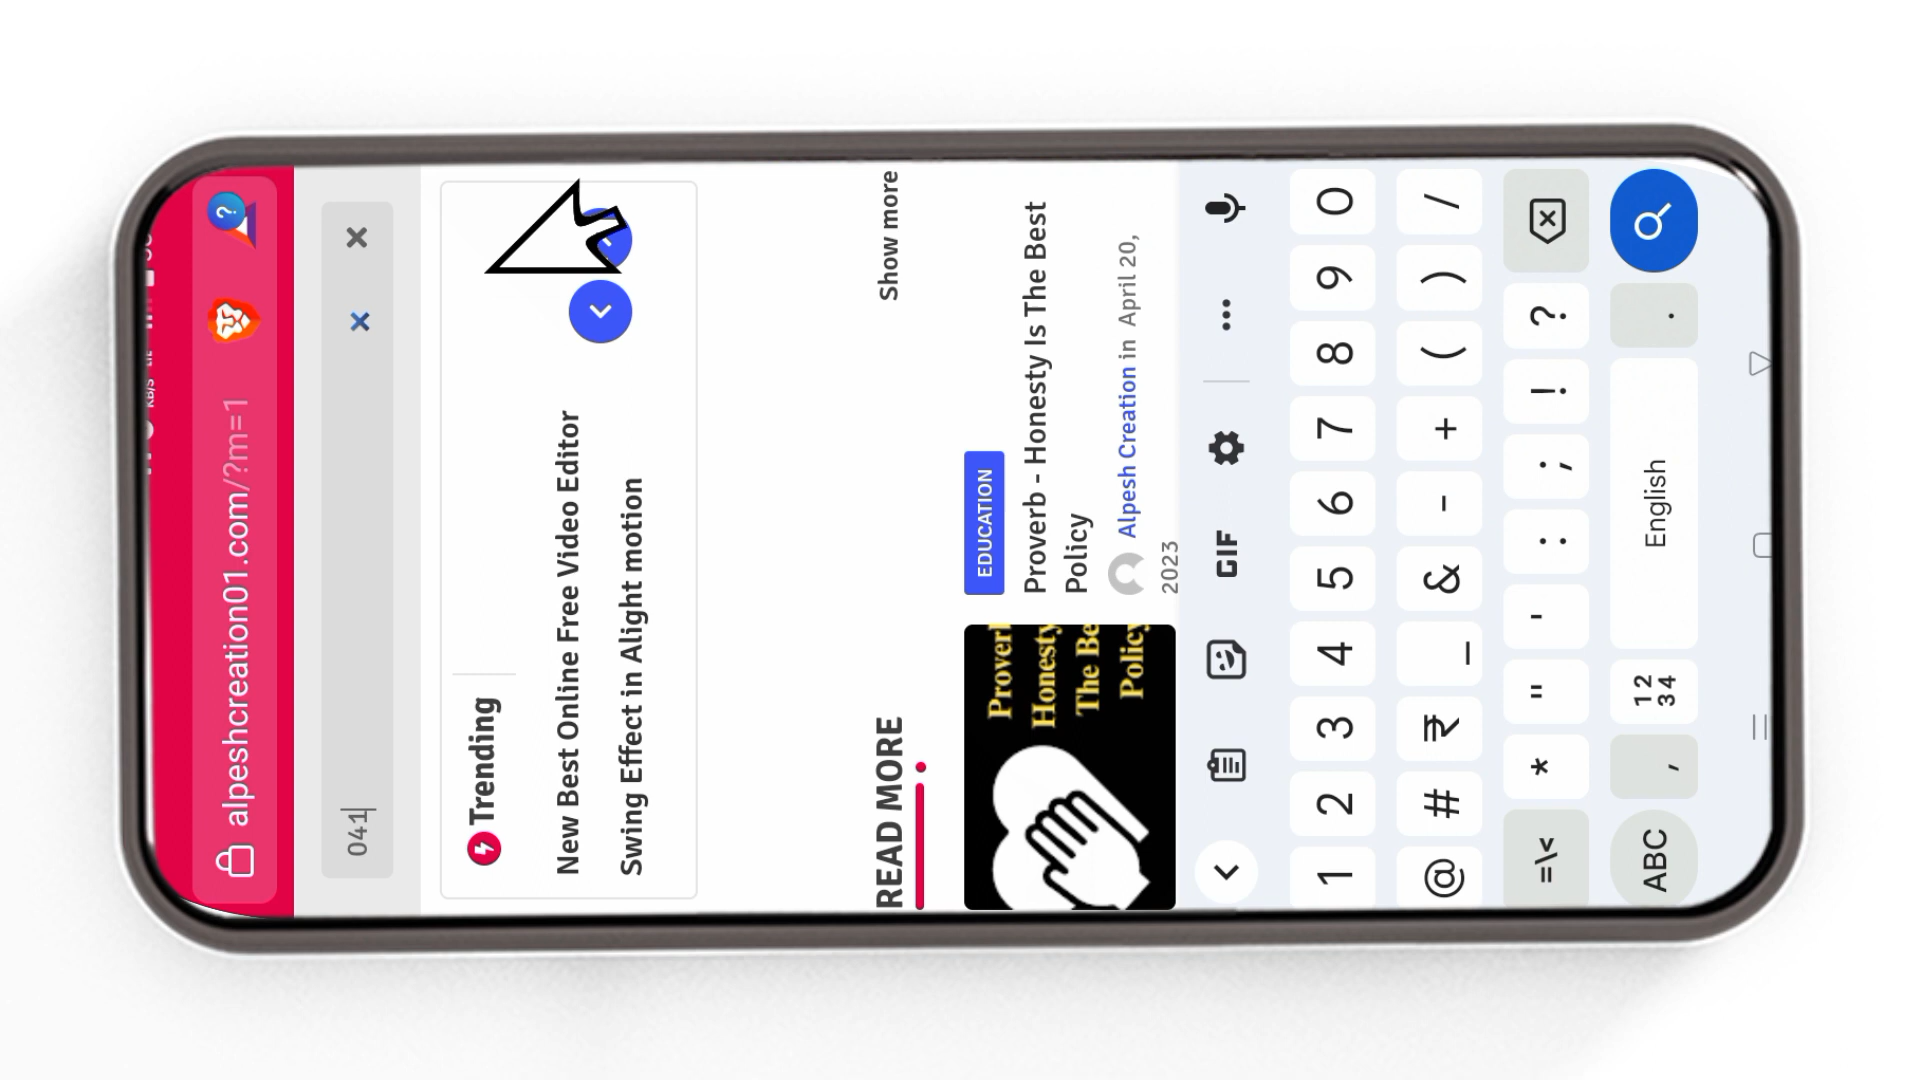 KB/S LTE
alpeshcreation01.com/?m=1
041
Trending
New Best Online Free Video Editor
Swing Effect in Alight motion
READ MORE
Show more
Proverb
Honesty
The Be
Policy
EDUCATION
Proverb - Honesty Is The Best
Policy
Alpesh Creation in April 20,
2023
GIF
1 2 3 4 5 6 7 8 9 0
@ # ₹ _ & - + ( ) /
=\< * " ' : ; ! ?
ABC , 12 34 English .